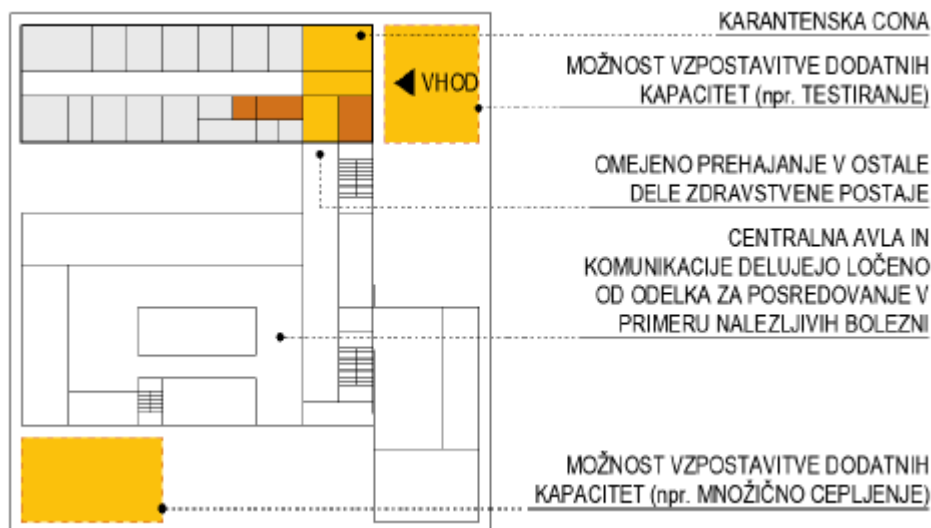 KARANTENSKA CONA
VHOD
MOŽNOST VZPOSTAVITVE DODATNIH
KAPACITET (npr. TESTIRANJE)
OMEJENO PREHAJANJE V OSTALE
DELE ZDRAVSTVENE POSTAJE
CENTRALNA AVLA IN
KOMUNIKACIJE DELUJEJO LOČENO
OD ODELKA ZA POSREDOVANJE V
PRIMERU NALEZLJIVIH BOLEZNI
MOŽNOST VZPOSTAVITVE DODATNIH
KAPACITET (npr. MNOŽIČNO CEPLJENJE)